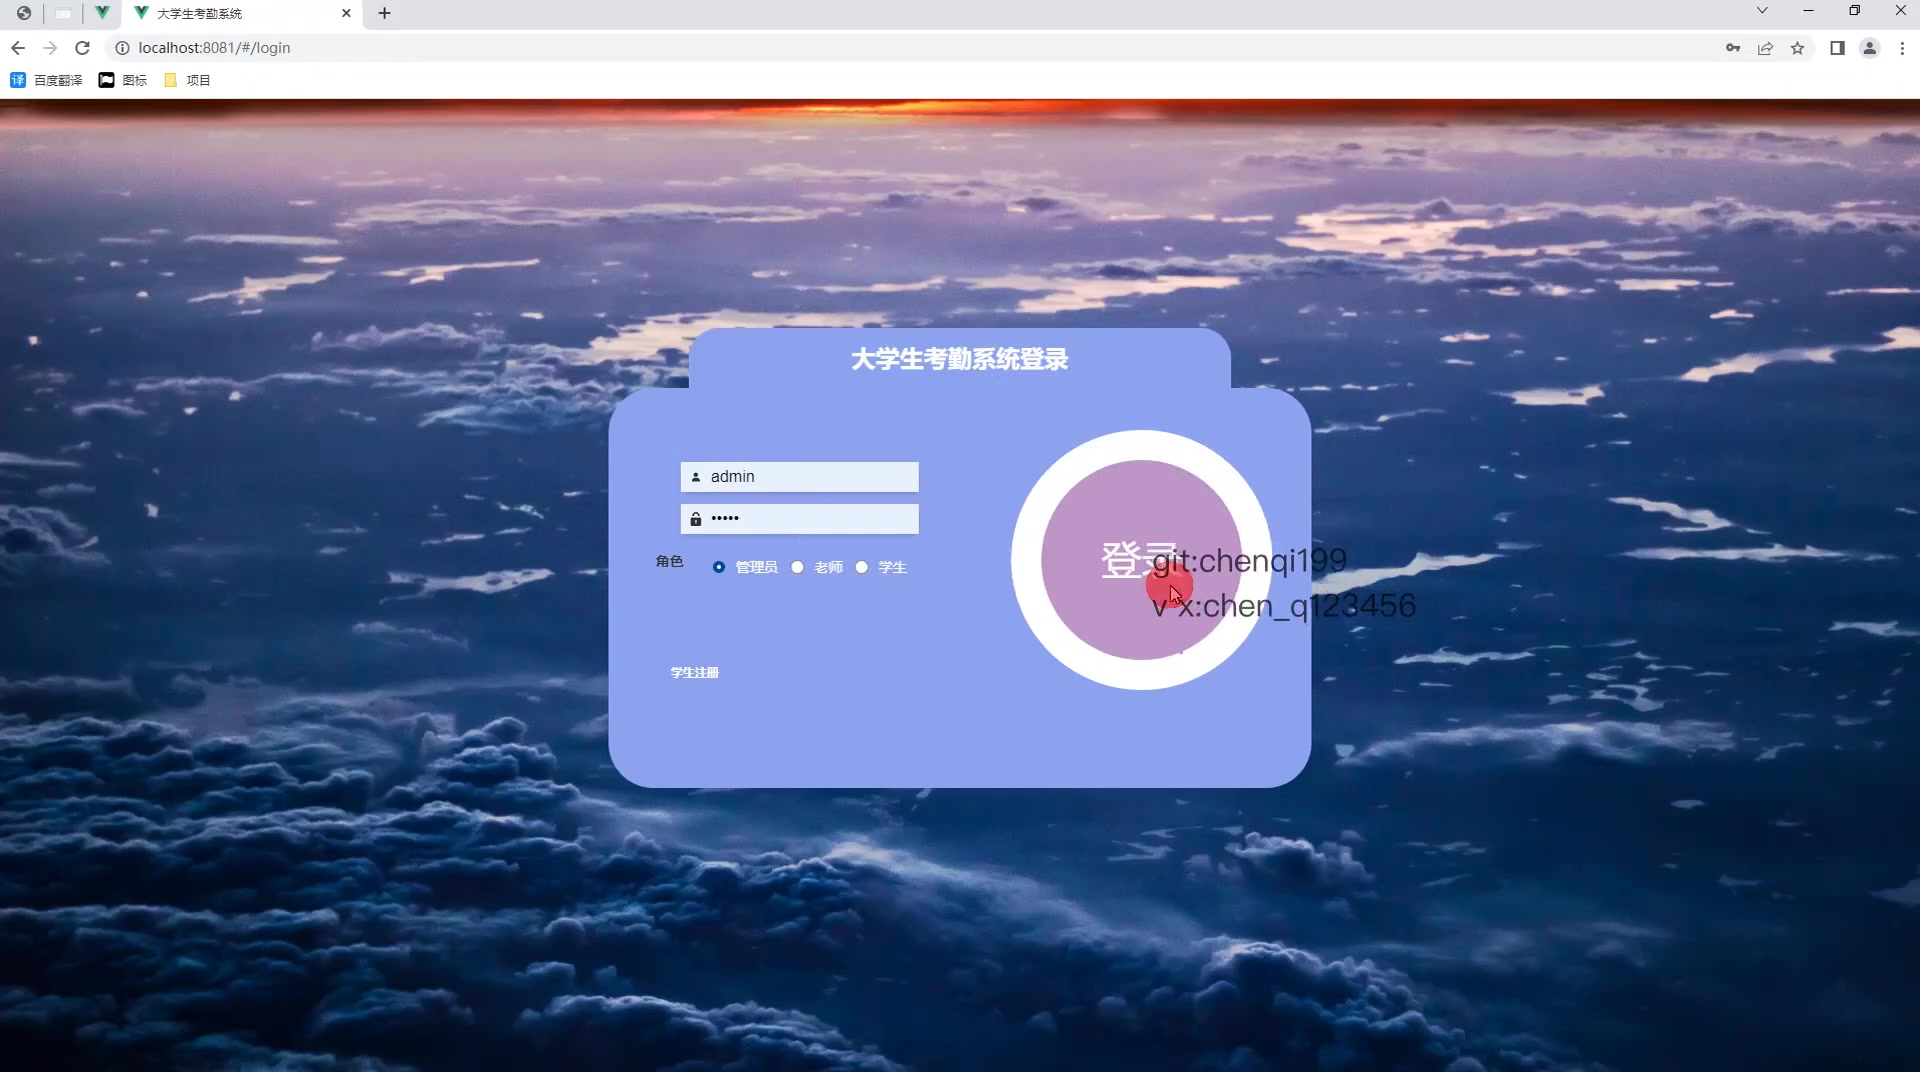 大学生考勤系统
localhost:8081/#/login
译 百度翻译 图标 项目
大学生考勤系统登录
admin
•••••
角色 管理员 老师 学生
登录
git:chenqi199
v x:chen_q123456
学生注册